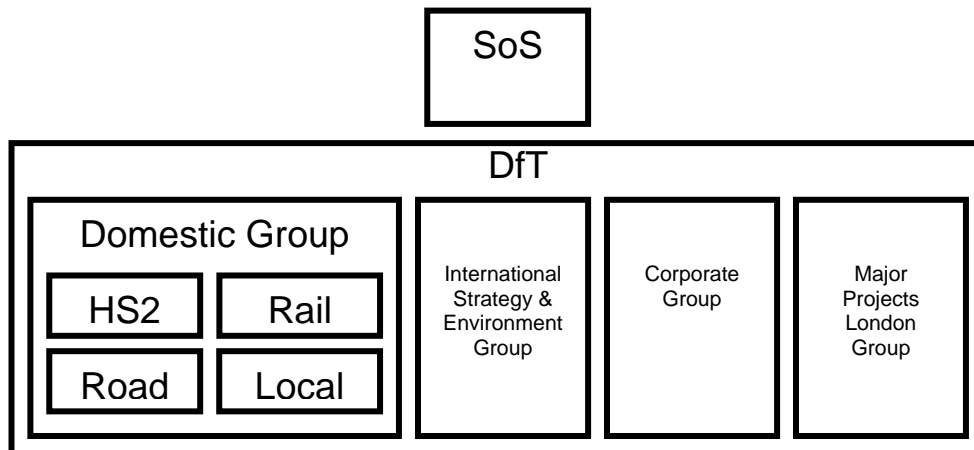 SoS
DfT
Domestic Group
HS2
Rail
Road
Local
International
Strategy &
Environment
Group
Corporate
Group
Major
Projects
London
Group